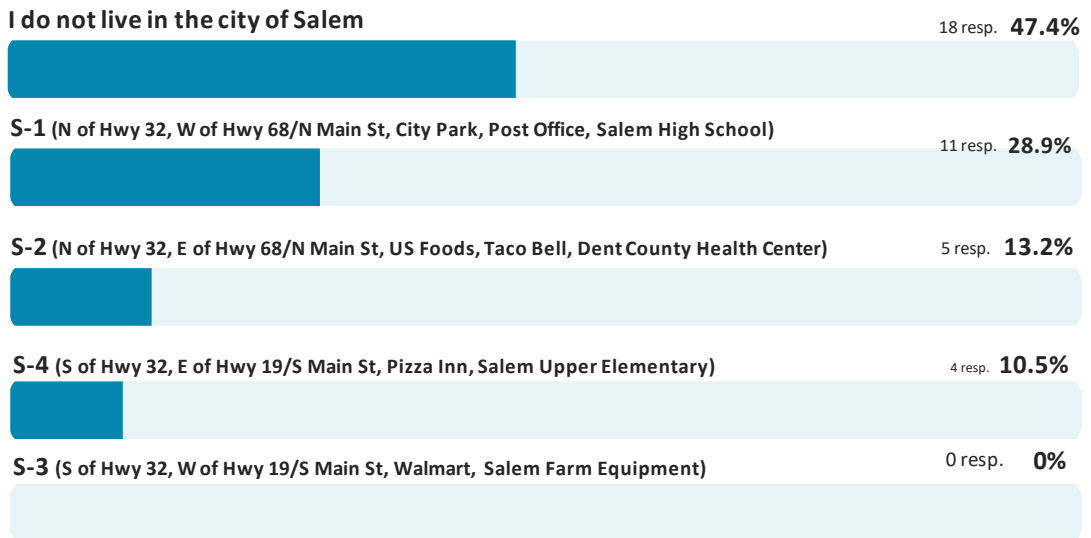 I do not live in the city of Salem 18 resp. 47.4%
S-1 (N of Hwy 32, W of Hwy 68/N Main St, City Park, Post Office, Salem High School) 11 resp. 28.9%
S-2 (N of Hwy 32, E of Hwy 68/N Main St, US Foods, Taco Bell, Dent County Health Center) 5 resp. 13.2%
S-4 (S of Hwy 32, E of Hwy 19/S Main St, Pizza Inn, Salem Upper Elementary) 4 resp. 10.5%
S-3 (S of Hwy 32, W of Hwy 19/S Main St, Walmart, Salem Farm Equipment) 0 resp. 0%